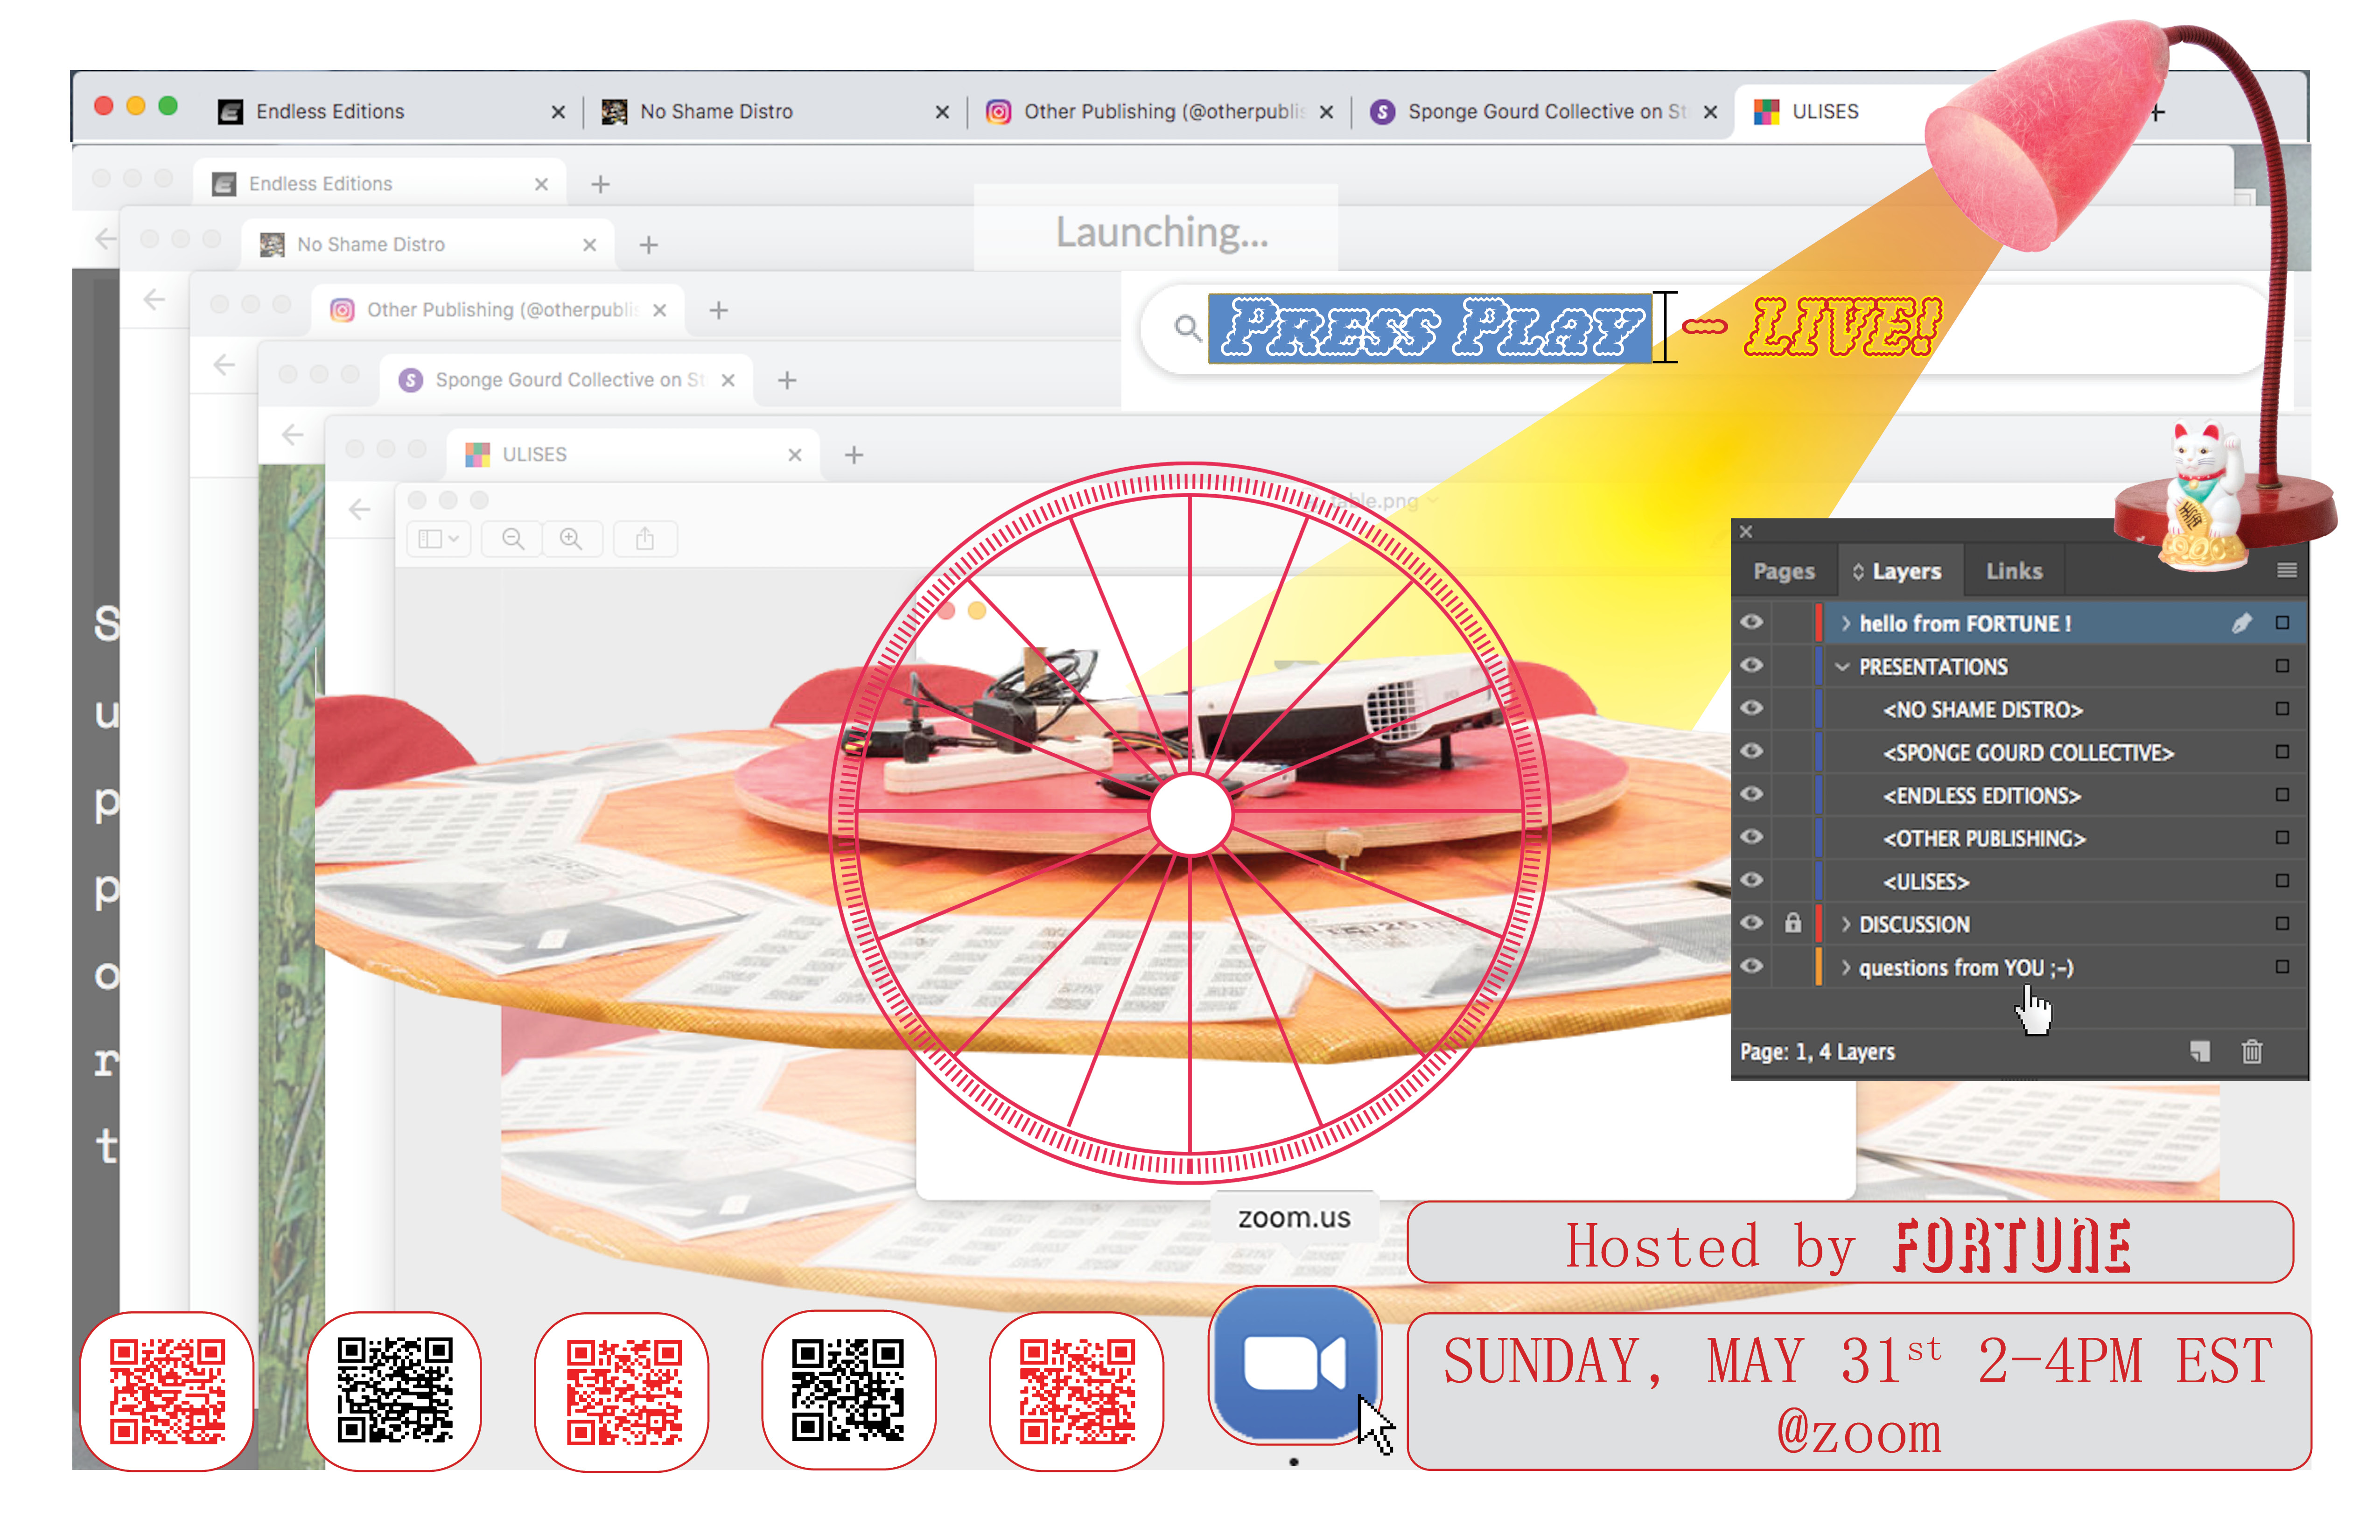 Endless Editions
No Shame Distro
Other Publishing (@otherpublis
Sponge Gourd Collective on St
ULISES
Endless Editions
No Shame Distro
Launching...
Other Publishing (@otherpublis
PRESS PLAY - LIVE!
Sponge Gourd Collective on St
ULISES
table.png
Support
Pages
Layers
Links
hello from FORTUNE !
PRESENTATIONS
<NO SHAME DISTRO>
<SPONGE GOURD COLLECTIVE>
<ENDLESS EDITIONS>
<OTHER PUBLISHING>
<ULISES>
DISCUSSION
questions from YOU ;-)
Page: 1, 4 Layers
zoom.us
Hosted by FORTUNE
SUNDAY, MAY 31st 2-4PM EST
@zoom